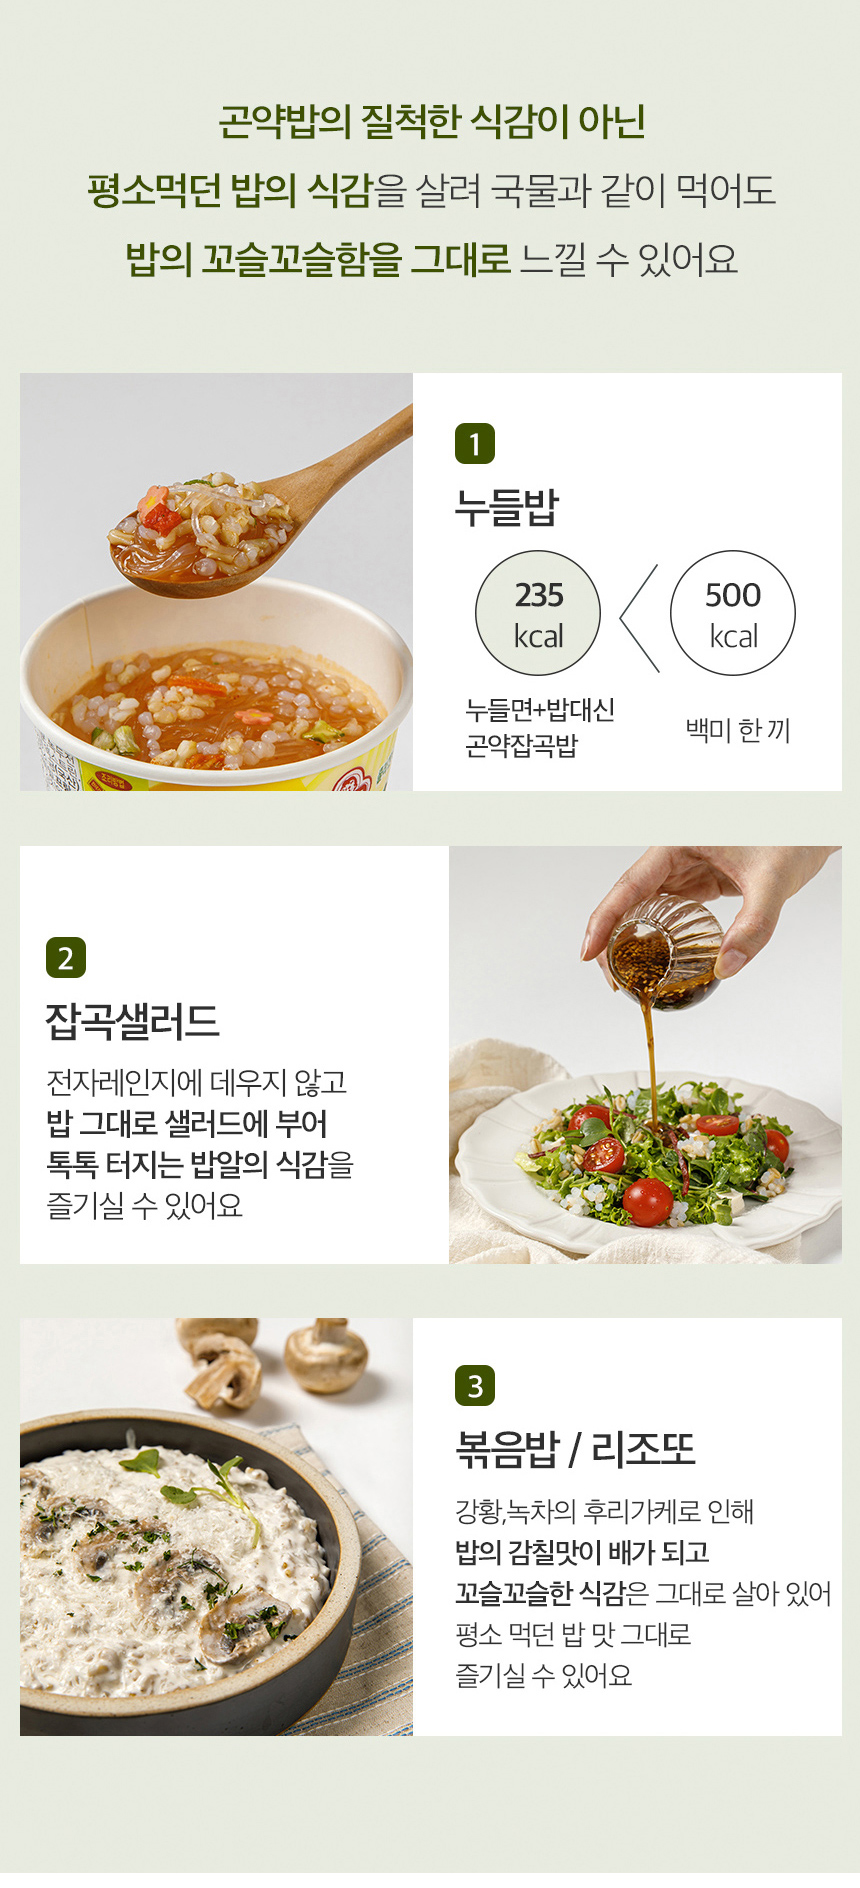 곤약밥의 질척한 식감이 아닌
평소먹던 밥의 식감을 살려 국물과 같이 먹어도
밥의 꼬슬꼬슬함을 그대로 느낄 수 있어요
1
누들밥
235
kcal
500
kcal
누들면+밥대신
곤약잡곡밥
백미 한 끼
조리방법
2
잡곡샐러드
전자레인지에 데우지 않고
밥 그대로 샐러드에 부어
톡톡 터지는 밥알의 식감을
즐기실 수 있어요
3
볶음밥 / 리조또
강황,녹차의 후리가케로 인해
밥의 감칠맛이 배가 되고
꼬슬꼬슬한 식감은 그대로 살아 있어
평소 먹던 밥 맛 그대로
즐기실 수 있어요